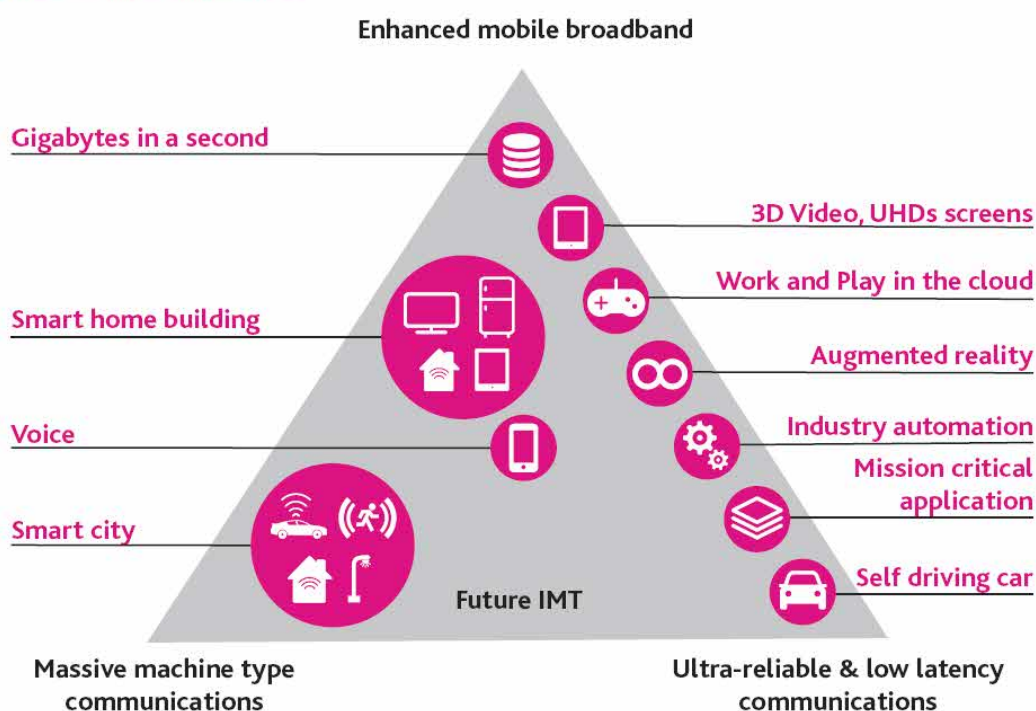 Enhanced mobile broadband
Gigabytes in a second
3D Video, UHDs screens
Work and Play in the cloud
Smart home building
Augmented reality
Voice
Industry automation
Mission critical
application
Smart city
Self driving car
Future IMT
Massive machine type
communications
Ultra-reliable & low latency
communications